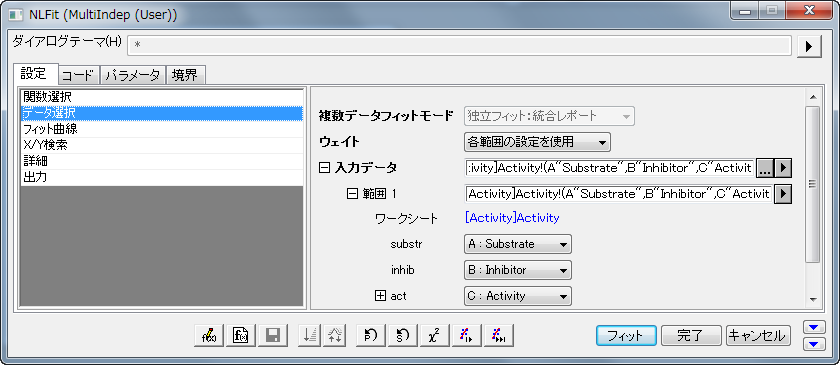 NLFit (MultiIndep (User))
ダイアログテーマ(H) *
設定 コード パラメータ 境界
関数選択
データ選択
フィット曲線
X/Y検索
詳細
出力
複数データフィットモード 独立フィット:統合レポート
ウェイト 各範囲の設定を使用
入力データ :ivity]Activity!(A"Substrate",B"Inhibitor",C"Activit ...
範囲 1 Activity]Activity!(A"Substrate",B"Inhibitor",C"Activit
ワークシート [Activity]Activity
substr A : Substrate
inhib B : Inhibitor
act C : Activity
フィット 完了 キャンセル